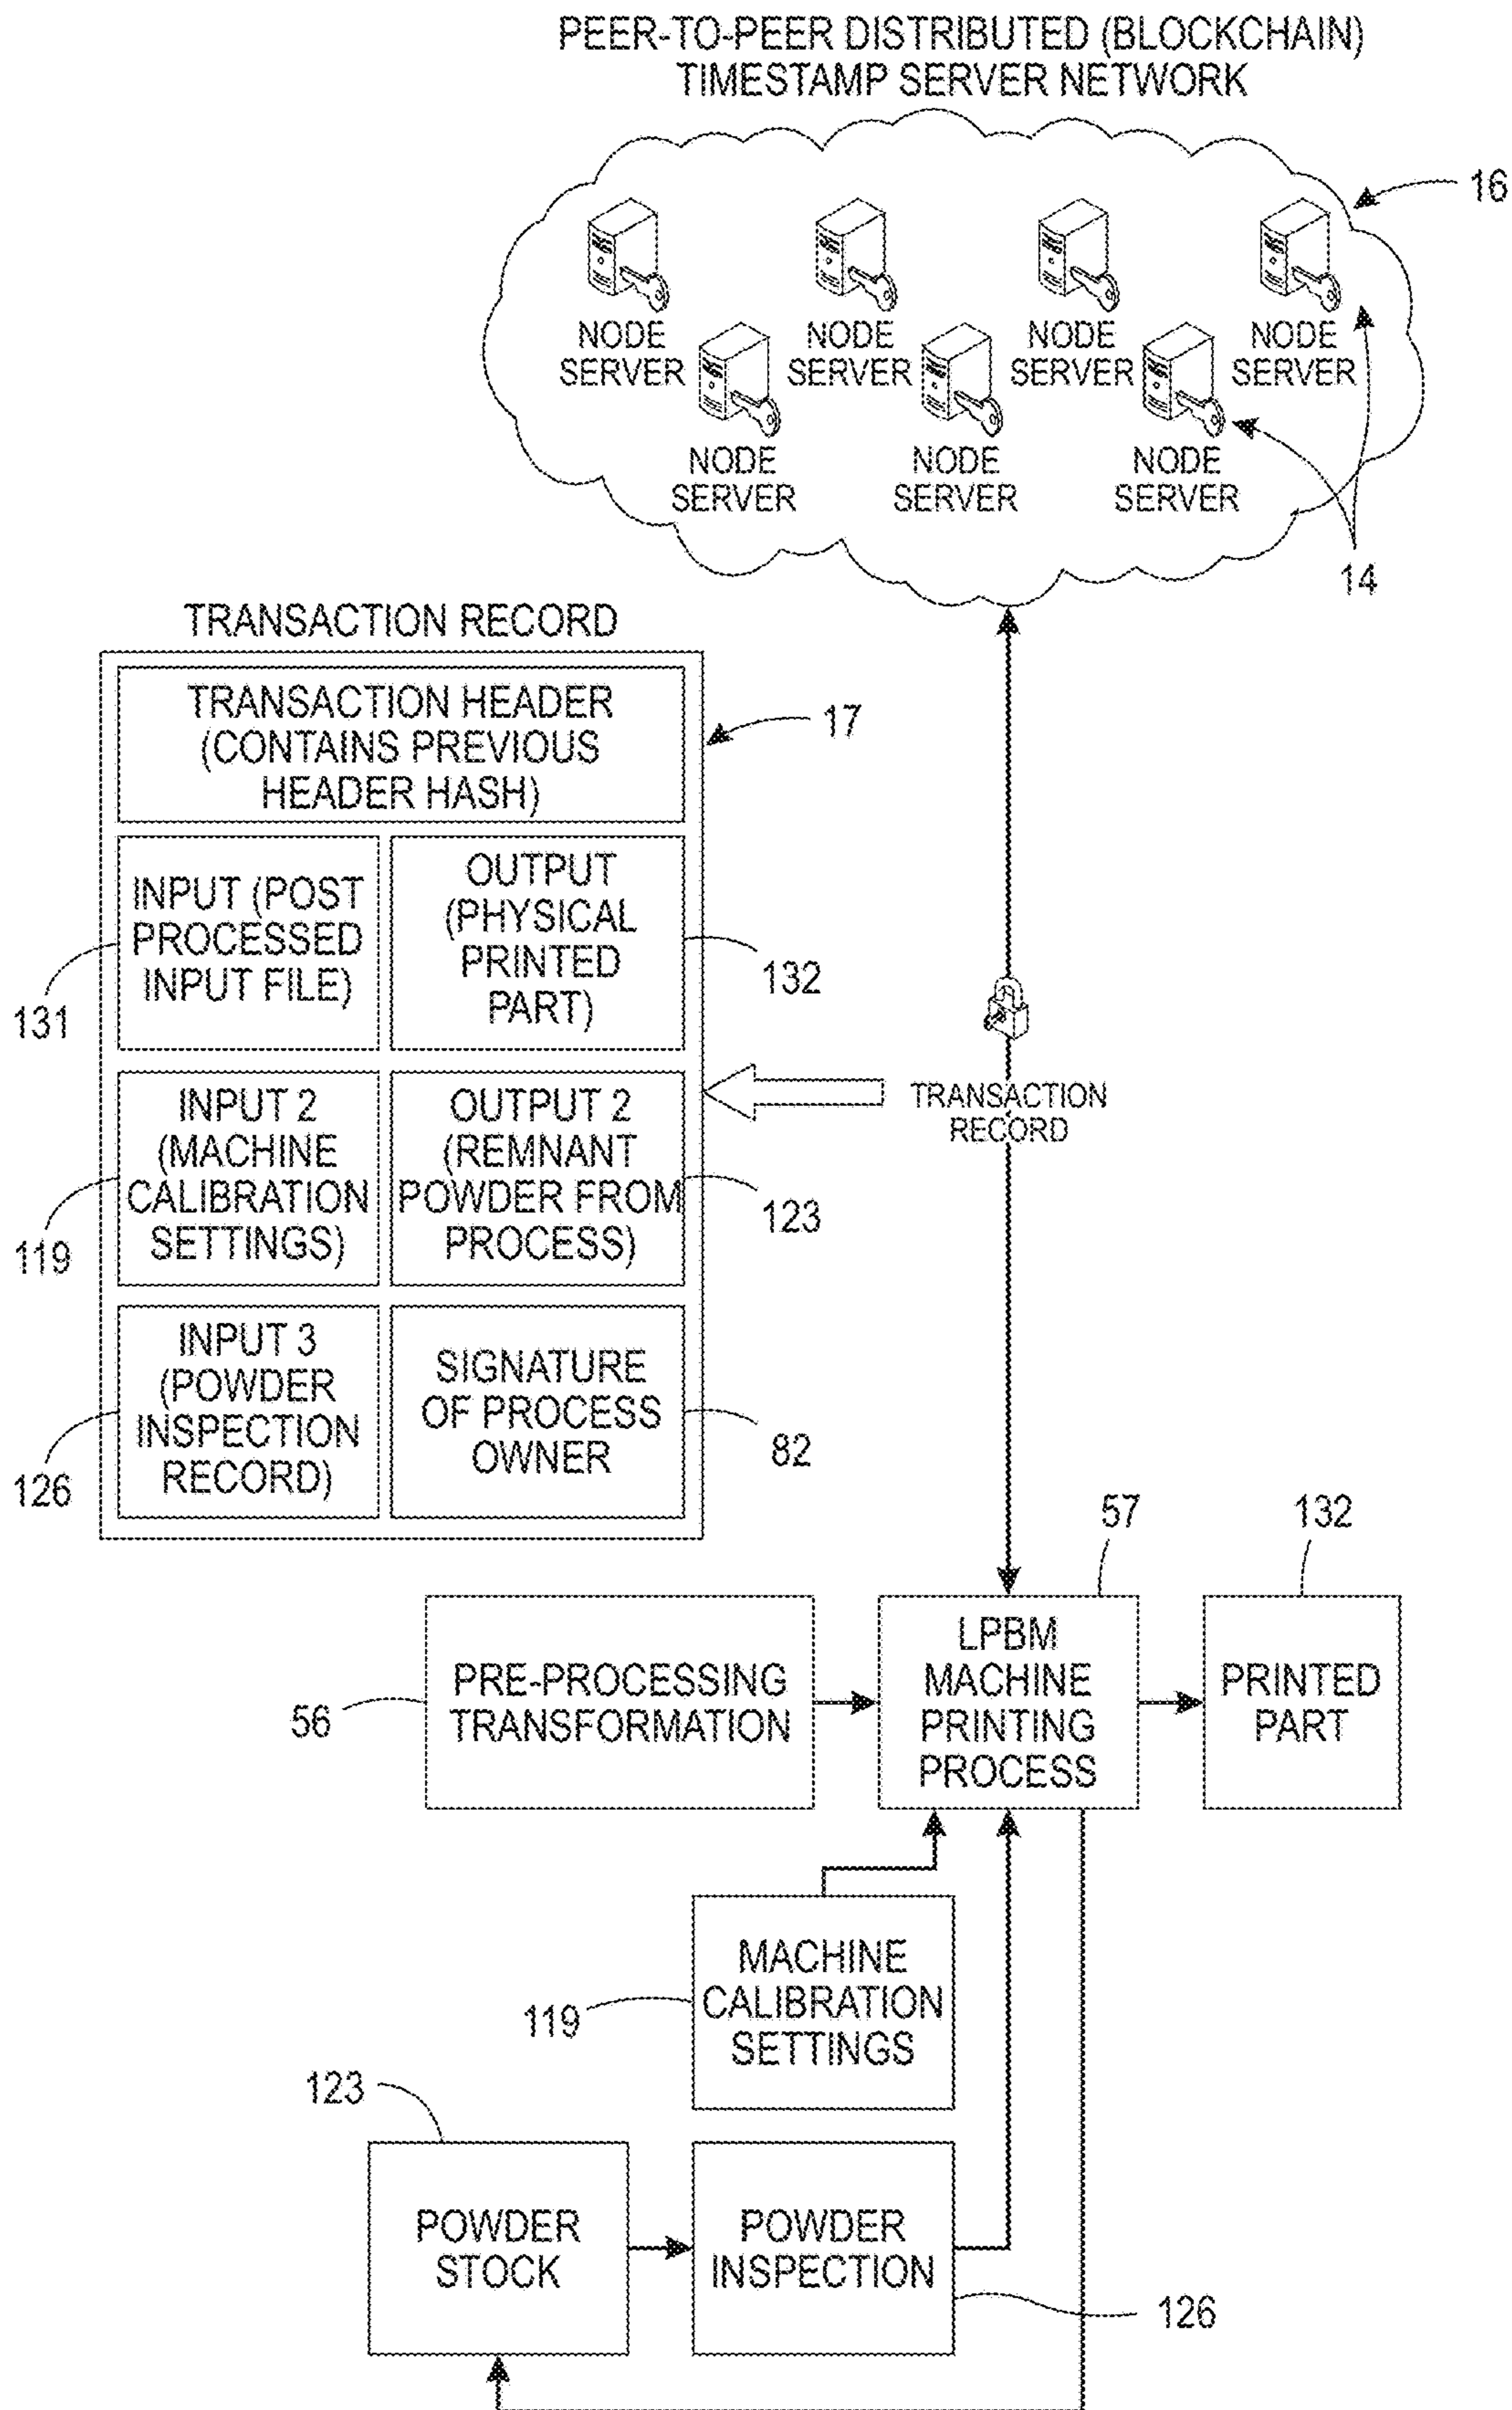 PEER-TO-PEER DISTRIBUTED (BLOCKCHAIN)
TIMESTAMP SERVER NETWORK
16
NODE
SERVER
NODE
SERVER
NODE
SERVER
NODE
SERVER
NODE
SERVER
NODE
SERVER
NODE
SERVER
14
TRANSACTION RECORD
TRANSACTION HEADER
(CONTAINS PREVIOUS
HEADER HASH)
17
INPUT (POST
PROCESSED
INPUT FILE)
131
OUTPUT
(PHYSICAL
PRINTED
PART)
132
INPUT 2
(MACHINE
CALIBRATION
SETTINGS)
119
OUTPUT 2
(REMNANT
POWDER FROM
PROCESS)
123
INPUT 3
(POWDER
INSPECTION
RECORD)
126
SIGNATURE
OF PROCESS
OWNER
82
TRANSACTION
RECORD
57
132
PRE-PROCESSING
TRANSFORMATION
56
LPBM
MACHINE
PRINTING
PROCESS
PRINTED
PART
MACHINE
CALIBRATION
SETTINGS
119
123
POWDER
STOCK
POWDER
INSPECTION
126